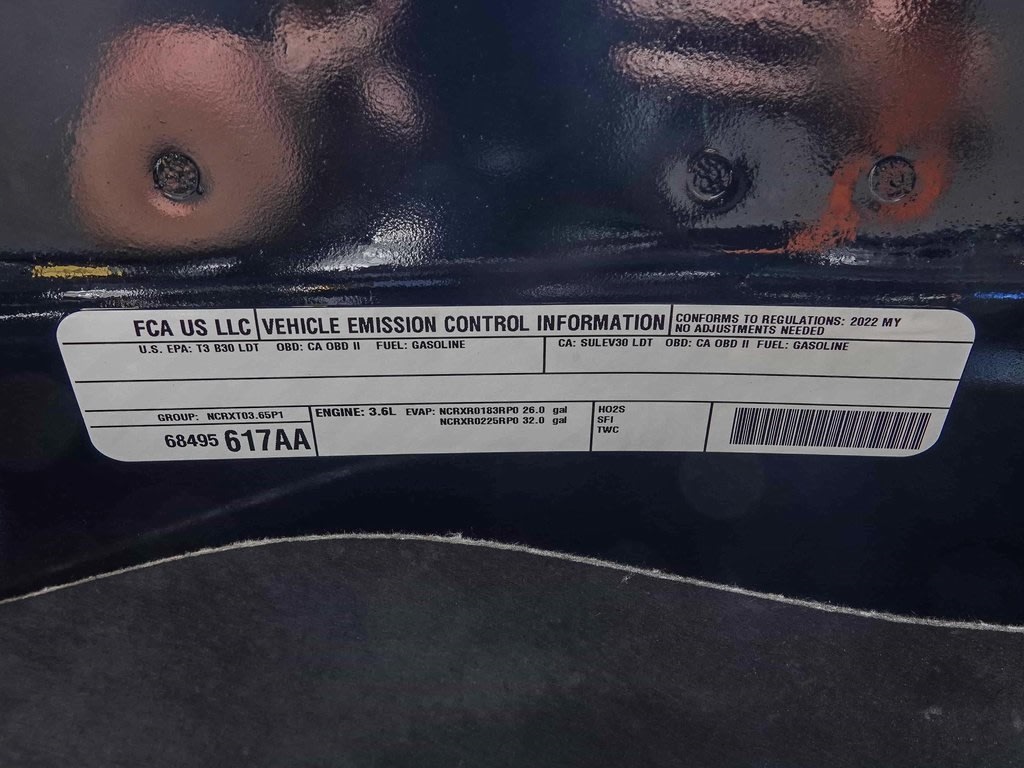 FCA US LLC VEHICLE EMISSION CONTROL INFORMATION CONFORMS TO REGULATIONS: 2022 MY
NO ADJUSTMENTS NEEDED
U.S. EPA: T3 B30 LDT OBD: CA OBD II FUEL: GASOLINE CA: SULEV30 LDT OBD: CA OBD II FUEL: GASOLINE
GROUP: NCRXT03.65P1
68495 617AA
ENGINE: 3.6L EVAP: NCRXR0183RP0 26.0 gal
NCRXR0225RP0 32.0 gal
HO2S
SFI
TWC